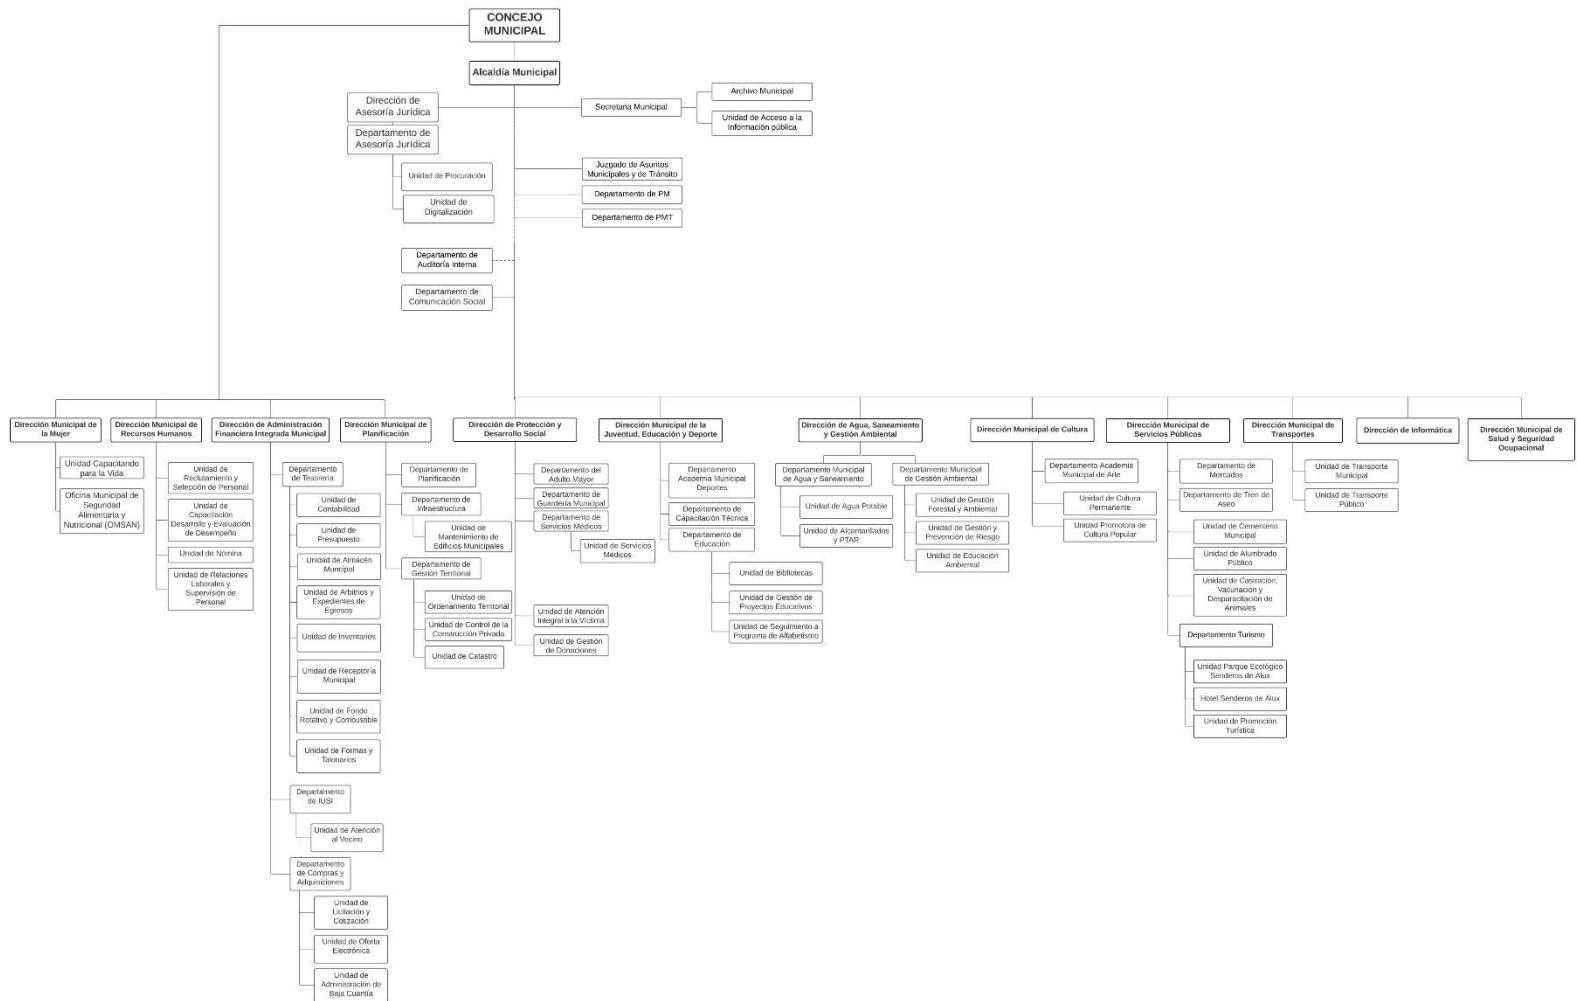 CONCEJO
MUNICIPAL
Alcaldía Municipal
Dirección de
Asesoría Jurídica
Departamento de
Asesoría Jurídica
Unidad de Procuración
Unidad de
Digitalización
Secretaria Municipal
Archivo Municipal
Unidad de Acceso a la
Información pública
Juzgado de Asuntos
Municipales y de Tránsito
Departamento de PM
Departamento de PMT
Departamento de
Auditoría Interna
Departamento de
Comunicación Social
Dirección Municipal de
la Mujer
Unidad Capacitando
para la Vida
Oficina Municipal de
Seguridad
Alimentaria y
Nutricional (OMSAN)
Dirección Municipal de
Recursos Humanos
Unidad de
Reclutamiento y
Selección de Personal
Unidad de
Capacitación
Desarrollo y Evaluación
de Desempeño
Unidad de Nómina
Unidad de Relaciones
Laborales y
Supervisión de
Personal
Dirección de Administración
Financiera Integrada Municipal
Departamento
de Tesorería
Unidad de
Contabilidad
Unidad de
Presupuesto
Unidad de Almacén
Muncipal
Unidad de Arbitrios y
Expedientes de
Egresos
Unidad de Inventarios
Unidad de Receptoría
Municipal
Unidad de Fondo
Rotativo y Combustible
Unidad de Formas y
Talonarios
Departamento
de IUSI
Unidad de Atención
al Vecino
Departamento
de Compras y
Adquisiciones
Unidad de
Licitación y
Cotización
Unidad de Oferta
Electrónica
Unidad de
Administración de
Baja Cuantía
Dirección Municipal de
Planificación
Departamento de
Planificación
Departamento de
Infraestructura
Unidad de
Mantenimiento de
Edificios Municipales
Departamento de
Gestión Territorial
Unidad de
Ordenamiento Territorial
Unidad de Control de la
Construcción Privada
Unidad de Catastro
Dirección de Protección y
Desarrollo Social
Departamento del
Adulto Mayor
Departamento de
Guardería Municipal
Departamento de
Servicios Médicos
Unidad de Servicios
Médicos
Unidad de Atención
Integral a la Víctima
Unidad de Gestión
de Donaciones
Dirección Municipal de la
Juventud, Educación y Deporte
Departamento
Academia Municipal
Deportes
Departamento de
Capacitación Técnica
Departamento de
Educación
Unidad de Bibliotecas
Unidad de Gestión de
Proyectos Educativos
Unidad de Seguimiento a
Programa de Alfabetismo
Dirección de Agua, Saneamiento
y Gestión Ambiental
Departamento Municipal
de Agua y Saneamiento
Unidad de Agua Potable
Unidad de Alcantarillados
y PTAR
Departamento Municipal
de Gestión Ambiental
Unidad de Gestión
Forestal y Ambiental
Unidad de Gestión y
Prevención de Riesgo
Unidad de Educación
Ambiental
Dirección Municipal de Cultura
Departamento Academia
Municipal de Arte
Unidad de Cultura
Permanente
Unidad Promotora de
Cultura Popular
Dirección Municipal de
Servicios Públicos
Departamento de
Mercados
Departamento de Tren de
Aseo
Unidad de Cementerio
Municipal
Unidad de Alumbrado
Público
Unidad de Castración,
Vacunación y
Desparacitación de
Animales
Departamento Turismo
Unidad Parque Ecológico
Senderos de Alux
Hotel Senderos de Alux
Unidad de Promoción
Turística
Dirección Municipal de
Transportes
Unidad de Transporte
Municipal
Unidad de Transporte
Público
Dirección de Informática
Dirección Municipal de
Salud y Seguridad
Ocupacional